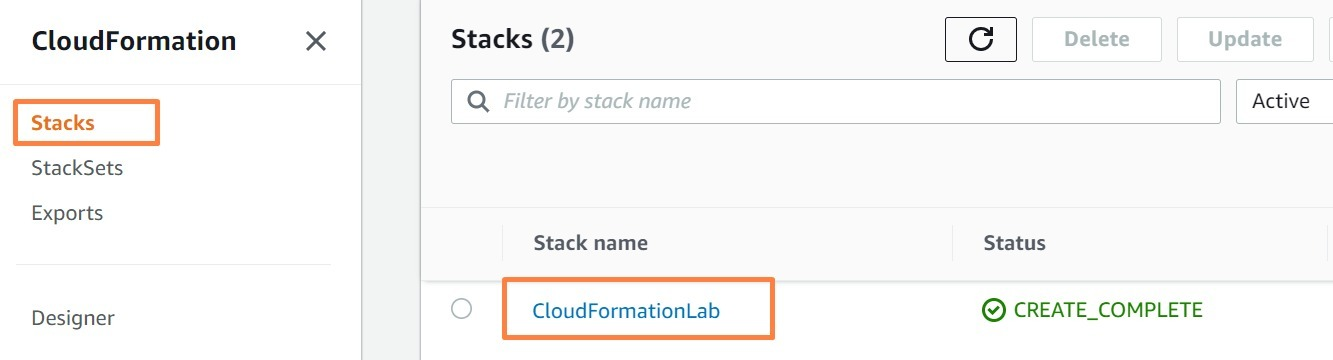 CloudFormation
Stacks
StackSets
Exports
Designer
Stacks (2)
Delete
Update
Filter by stack name
Active
Stack name
Status
CloudFormationLab
CREATE_COMPLETE